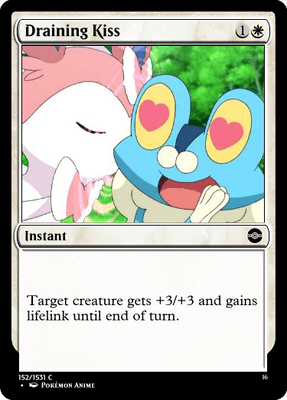 Draining Kiss 1
Instant
Target creature gets +3/+3 and gains
lifelink until end of turn.
152/1531 C 16
• Pokémon Anime